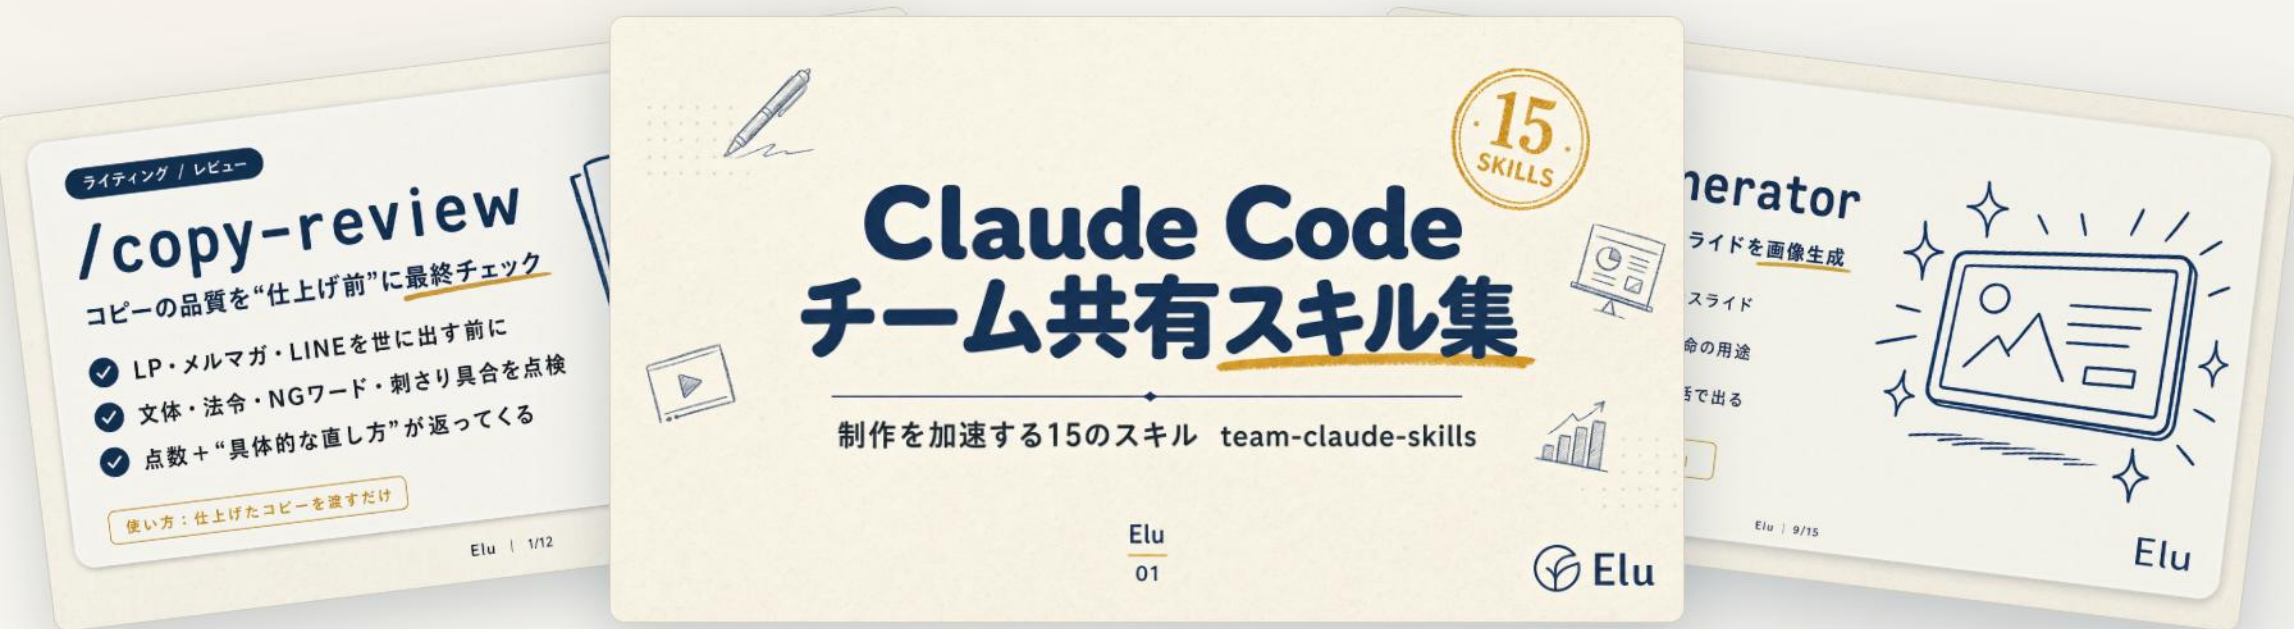 ライティング / レビュー
/copy-review
コピーの品質を“仕上げ前”に最終チェック
LP・メルマガ・LINEを世に出す前に
文体・法令・NGワード・刺さり具合を点検
点数＋“具体的な直し方”が返ってくる
使い方：仕上げたコピーを渡すだけ
Elu | 1/12
15
SKILLS
Claude Code
チーム共有スキル集
制作を加速する15のスキル team-claude-skills
Elu
01
Elu
nerator
ライドを画像生成
スライド
命の用途
で出る
Elu | 9/15
Elu